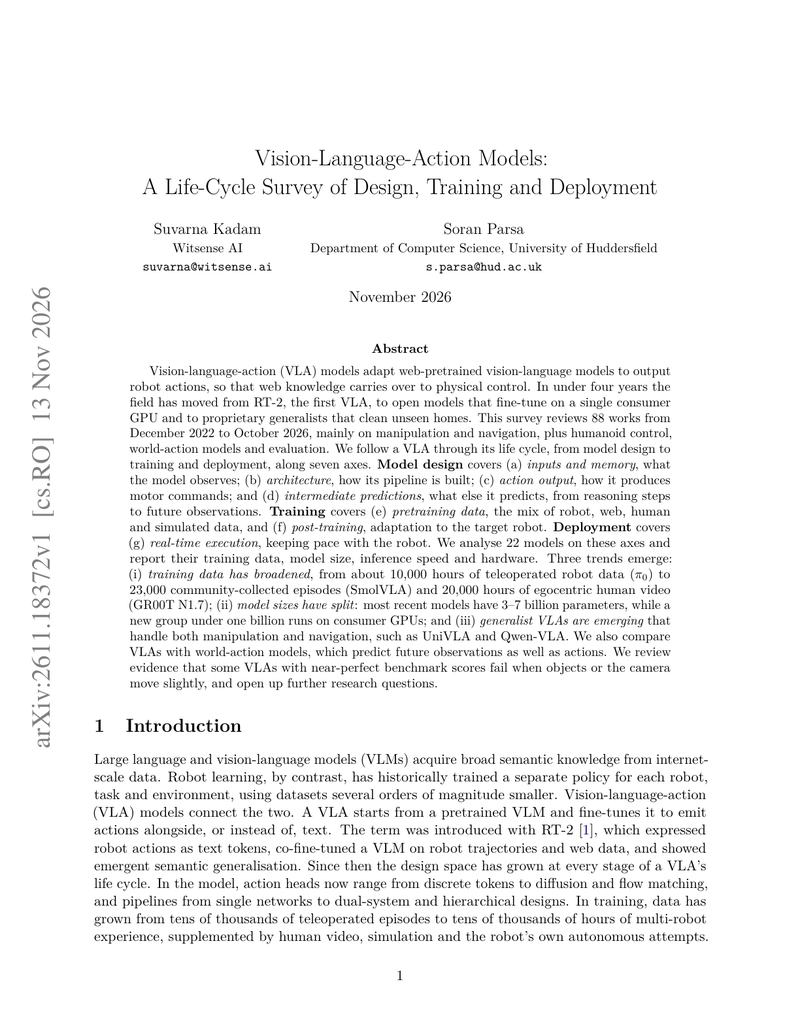 Vision-Language-Action Models:
A Life-Cycle Survey of Design, Training and Deployment
Suvarna Kadam
Witsense AI
suvarna@witsense.ai
Soran Parsa
Department of Computer Science, University of Huddersfield
s.parsa@hud.ac.uk
November 2026
arXiv:2611.18372v1 [cs.RO] 13 Nov 2026
Abstract
Vision-language-action (VLA) models adapt web-pretrained vision-language models to output
robot actions, so that web knowledge carries over to physical control. In under four years the
field has moved from RT-2, the first VLA, to open models that fine-tune on a single consumer
GPU and to proprietary generalists that clean unseen homes. This survey reviews 88 works from
December 2022 to October 2026, mainly on manipulation and navigation, plus humanoid control,
world-action models and evaluation. We follow a VLA through its life cycle, from model design to
training and deployment, along seven axes. Model design covers (a) inputs and memory, what
the model observes; (b) architecture, how its pipeline is built; (c) action output, how it produces
motor commands; and (d) intermediate predictions, what else it predicts, from reasoning steps
to future observations. Training covers (e) pretraining data, the mix of robot, web, human
and simulated data, and (f) post-training, adaptation to the target robot. Deployment covers
(g) real-time execution, keeping pace with the robot. We analyse 22 models on these axes and
report their training data, model size, inference speed and hardware. Three trends emerge:
(i) training data has broadened, from about 10,000 hours of teleoperated robot data (π0) to
23,000 community-collected episodes (SmolVLA) and 20,000 hours of egocentric human video
(GR00T N1.7); (ii) model sizes have split: most recent models have 3–7 billion parameters, while a
new group under one billion runs on consumer GPUs; and (iii) generalist VLAs are emerging that
handle both manipulation and navigation, such as UniVLA and Qwen-VLA. We also compare
VLAs with world-action models, which predict future observations as well as actions. We review
evidence that some VLAs with near-perfect benchmark scores fail when objects or the camera
move slightly, and open up further research questions.
1 Introduction
Large language and vision-language models (VLMs) acquire broad semantic knowledge from internet-
scale data. Robot learning, by contrast, has historically trained a separate policy for each robot,
task and environment, using datasets several orders of magnitude smaller. Vision-language-action
(VLA) models connect the two. A VLA starts from a pretrained VLM and fine-tunes it to emit
actions alongside, or instead of, text. The term was introduced with RT-2 [1], which expressed
robot actions as text tokens, co-fine-tuned a VLM on robot trajectories and web data, and showed
emergent semantic generalisation. Since then the design space has grown at every stage of a VLA's
life cycle. In the model, action heads now range from discrete tokens to diffusion and flow matching,
and pipelines from single networks to dual-system and hierarchical designs. In training, data has
grown from tens of thousands of teleoperated episodes to tens of thousands of hours of multi-robot
experience, supplemented by human video, simulation and the robot's own autonomous attempts.
1